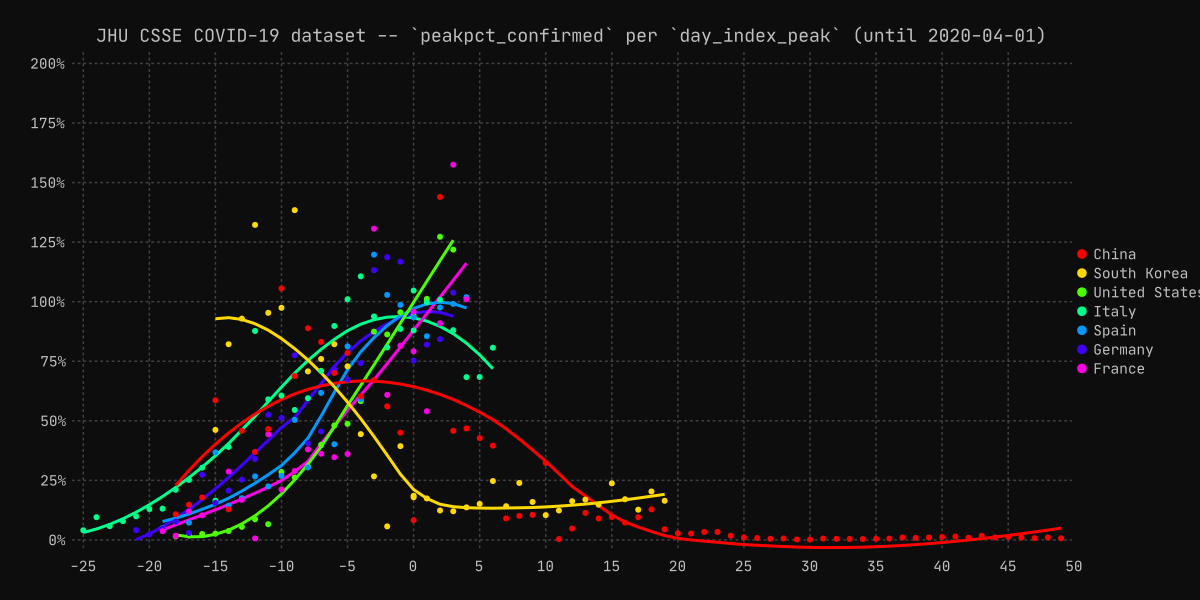 JHU CSSE COVID-19 dataset -- `peakpct_confirmed` per `day_index_peak` (until 2020-04-01)
200%
175%
150%
125%
100%
75%
50%
25%
0%
-25 -20 -15 -10 -5 0 5 10 15 20 25 30 35 40 45 50
China
South Korea
United States
Italy
Spain
Germany
France